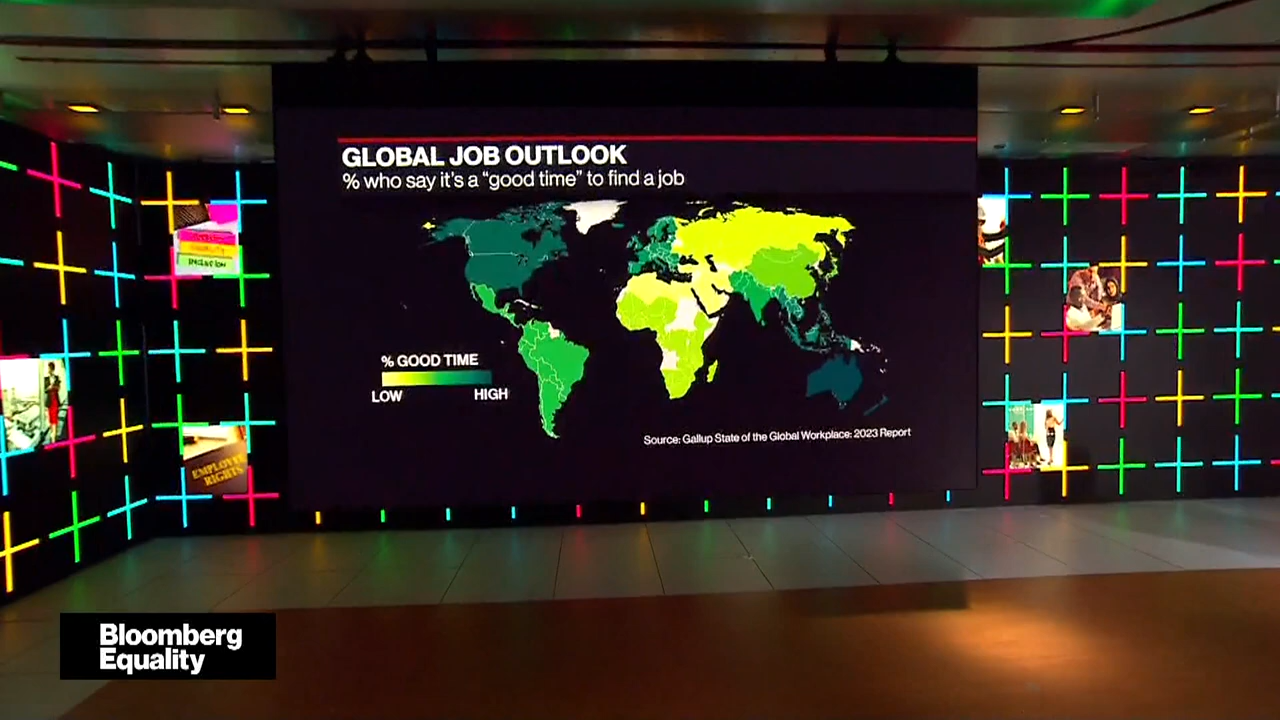 GLOBAL JOB OUTLOOK
% who say it's a “good time” to find a job
% GOOD TIME
LOW
HIGH
Source: Gallup State of the Global Workplace: 2023 Report
INCLUSION
EMPLOYEE
RIGHTS
Bloomberg
Equality